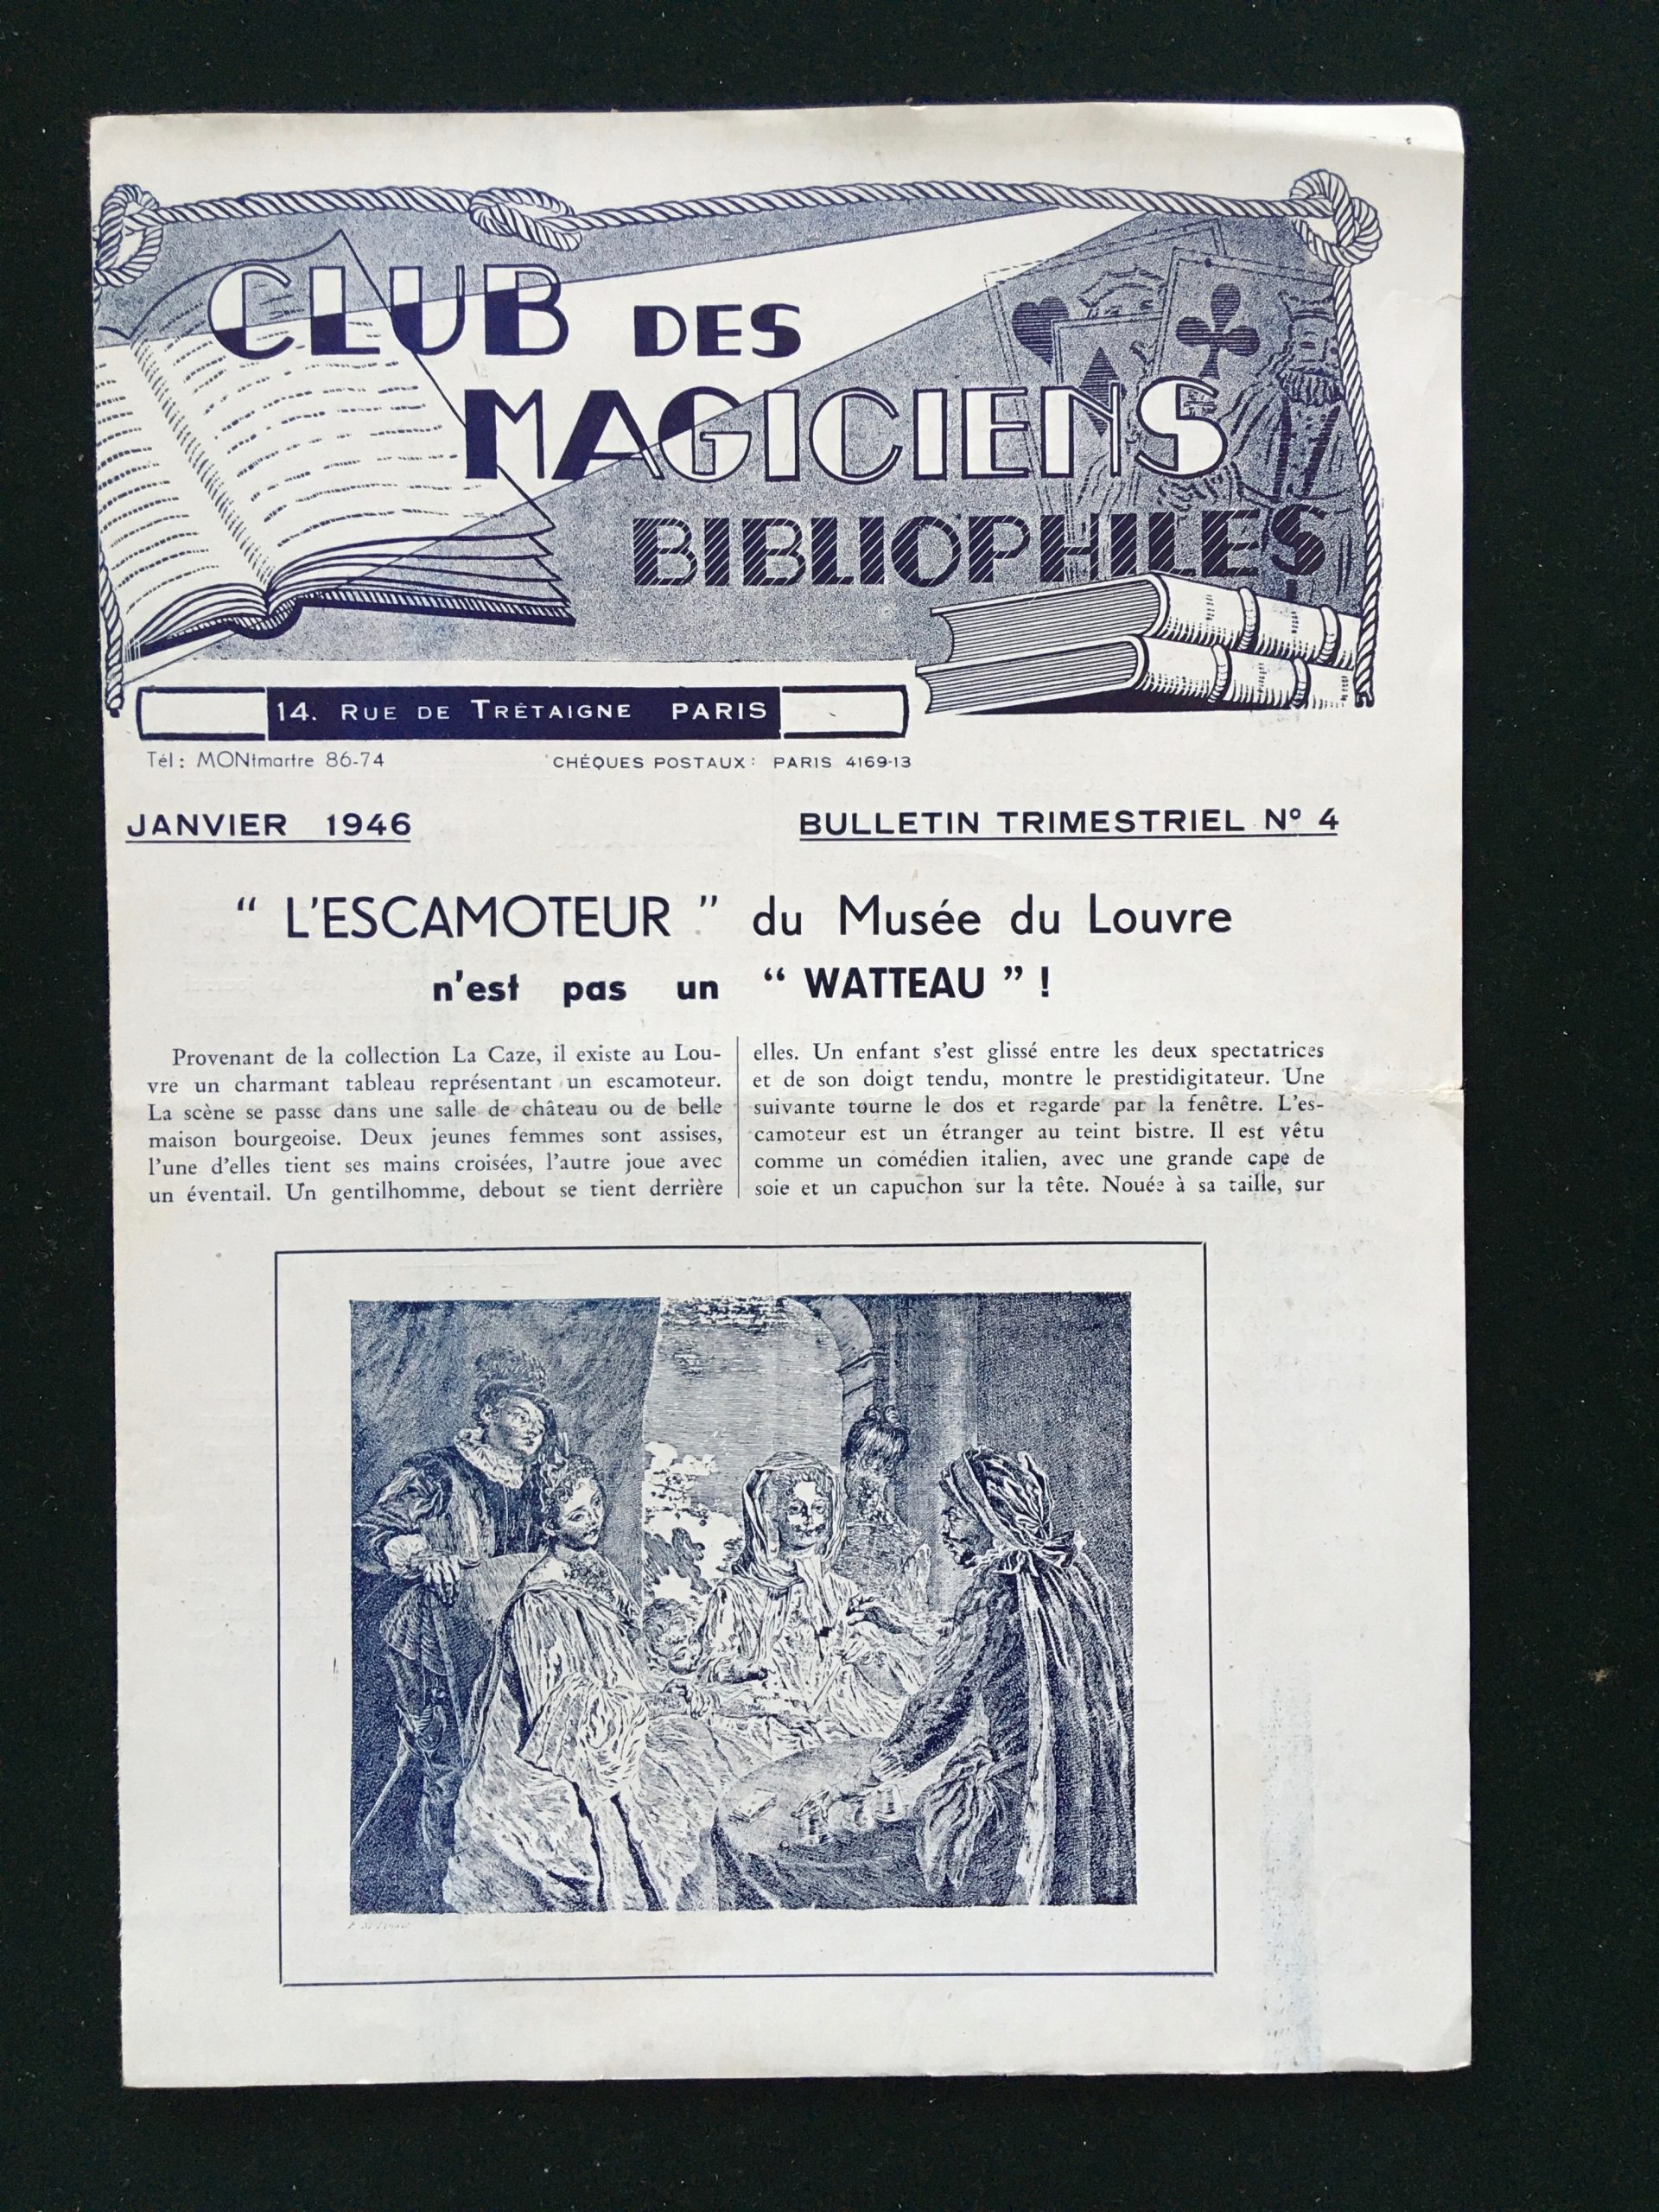 CLUB DES
MAGICIENS
BIBLIOPHILES
14. RUE DE TRÉTAIGNE PARIS
Tél : MONtmartre 86-74
CHÉQUES POSTAUX : PARIS 4169-13
JANVIER 1946
BULLETIN TRIMESTRIEL N° 4
“ L'ESCAMOTEUR ” du Musée du Louvre
n'est pas un “ WATTEAU ” !
Provenant de la collection La Caze, il existe au Lou-
vre un charmant tableau représentant un escamoteur.
La scène se passe dans une salle de château ou de belle
maison bourgeoise. Deux jeunes femmes sont assises,
l'une d'elles tient ses mains croisées, l'autre joue avec
un éventail. Un gentilhomme, debout se tient derrière
elles. Un enfant s'est glissé entre les deux spectatrices
et de son doigt tendu, montre le prestidigitateur. Une
suivante tourne le dos et regarde par la fenêtre. L'es-
camoteur est un étranger au teint bistre. Il est vêtu
comme un comédien italien, avec une grande cape de
soie et un capuchon sur la tête. Nouée à sa taille, sur